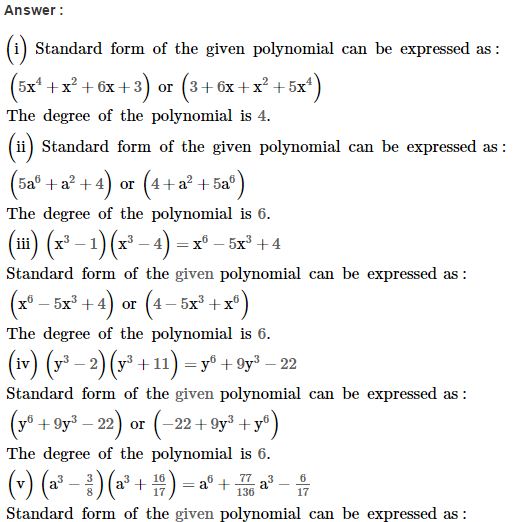 Answer :
(i) Standard form of the given polynomial can be expressed as :
(5x⁴ + x² + 6x + 3) or (3 + 6x + x² + 5x⁴)
The degree of the polynomial is 4.
(ii) Standard form of the given polynomial can be expressed as :
(5a⁶ + a² + 4) or (4 + a² + 5a⁶)
The degree of the polynomial is 6.
(iii) (x³ – 1)(x³ – 4) = x⁶ – 5x³ + 4
Standard form of the given polynomial can be expressed as :
(x⁶ – 5x³ + 4) or (4 – 5x³ + x⁶)
The degree of the polynomial is 6.
(iv) (y³ – 2)(y³ + 11) = y⁶ + 9y³ – 22
Standard form of the given polynomial can be expressed as :
(y⁶ + 9y³ – 22) or (–22 + 9y³ + y⁶)
The degree of the polynomial is 6.
(v) (a³ – 3/8)(a³ + 16/17) = a⁶ + 77/136 a³ – 6/17
Standard form of the given polynomial can be expressed as :